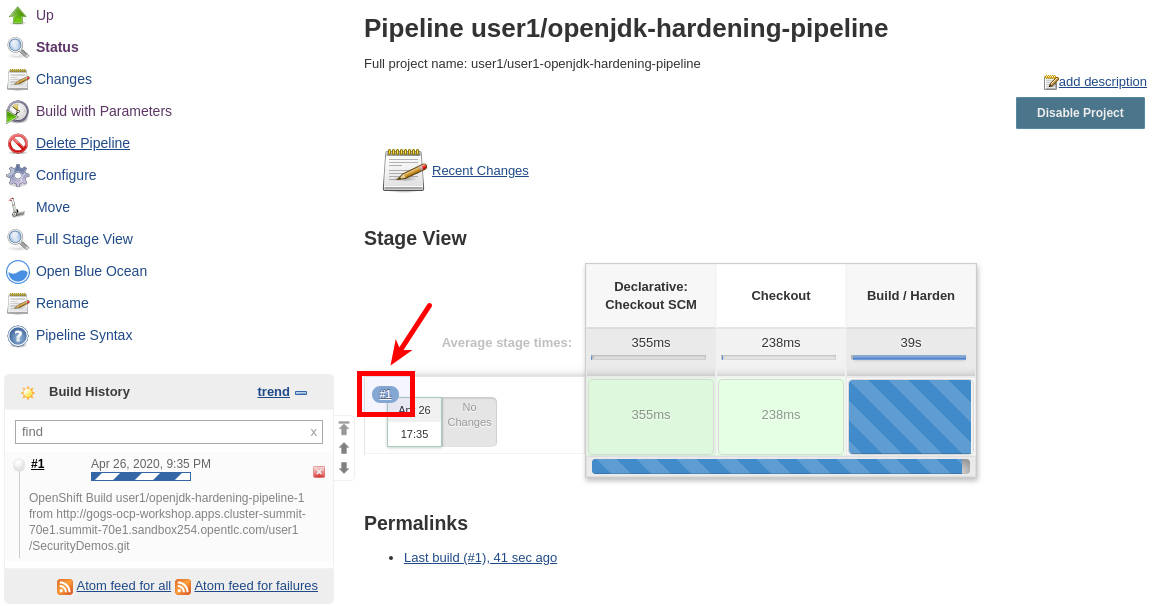 Up
Status
Changes
Build with Parameters
Delete Pipeline
Configure
Move
Full Stage View
Open Blue Ocean
Rename
Pipeline Syntax
Build History
trend
find
x
#1
Apr 26, 2020, 9:35 PM
OpenShift Build user1/openjdk-hardening-pipeline-1
from http://gogs-ocp-workshop.apps.cluster-summit-
70e1.summit-70e1.sandbox254.opentlc.com/user1
/SecurityDemos.git
Atom feed for all
Atom feed for failures
Pipeline user1/openjdk-hardening-pipeline
Full project name: user1/user1-openjdk-hardening-pipeline
add description
Disable Project
Recent Changes
Stage View
Declarative:
Checkout SCM
Checkout
Build / Harden
Average stage times:
355ms
238ms
39s
#1
Apr 26
17:35
No
Changes
355ms
238ms
Permalinks
Last build (#1), 41 sec ago